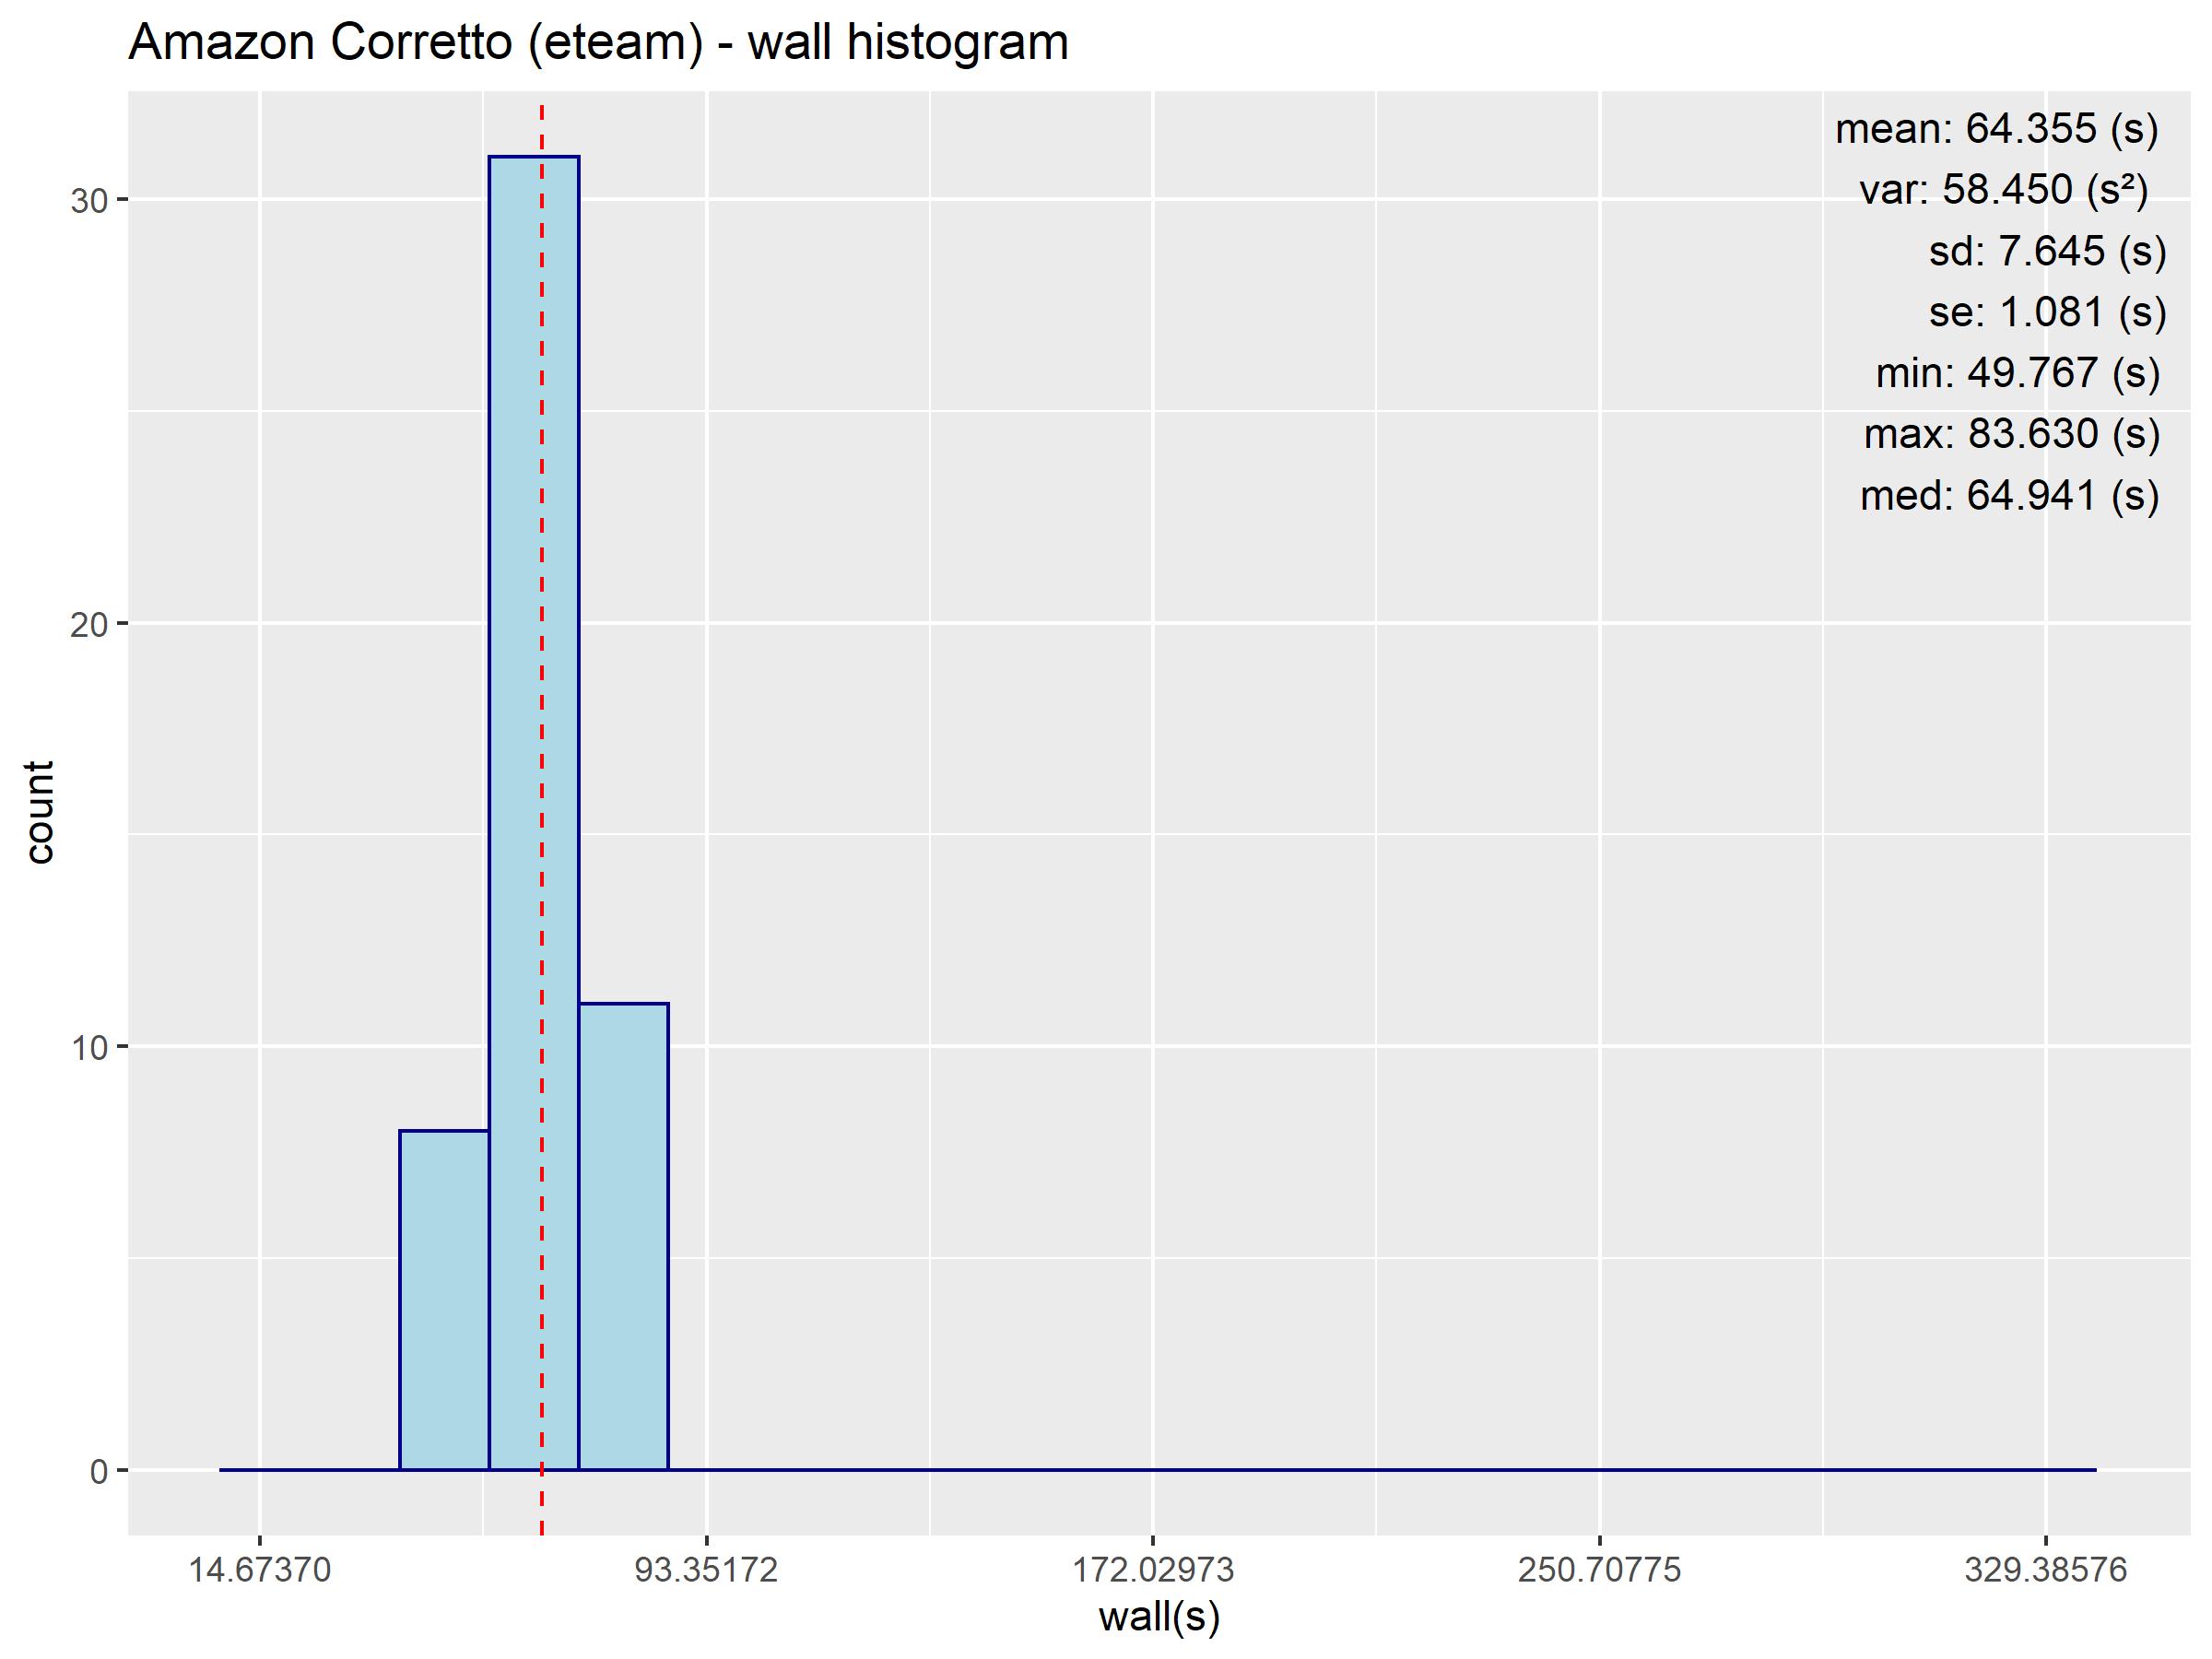 Amazon Corretto (eteam) - wall histogram
mean: 64.355 (s)
var: 58.450 (s²)
sd: 7.645 (s)
se: 1.081 (s)
min: 49.767 (s)
max: 83.630 (s)
med: 64.941 (s)
30
20
10
0
count
14.67370 93.35172 172.02973 250.70775 329.38576
wall(s)